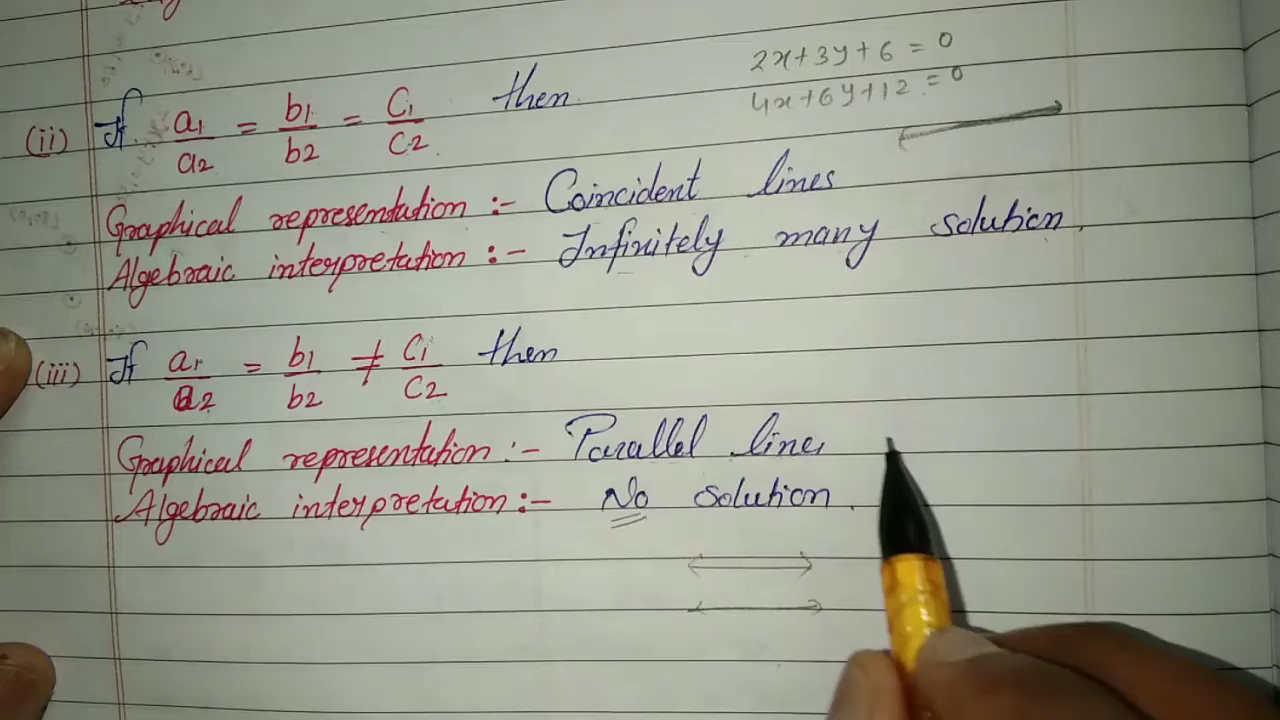 2x+3y+6 = 0
4x+6y+12 = 0
(ii) If a1/a2 = b1/b2 = C1/C2 then
Graphical representation :- Coincident lines
Algebraic interpretation :- Infinitely many solution.
(iii) If a1/a2 = b1/b2 ≠ C1/C2 then
Graphical representation :- Parallel lines
Algebraic interpretation :- No solution.